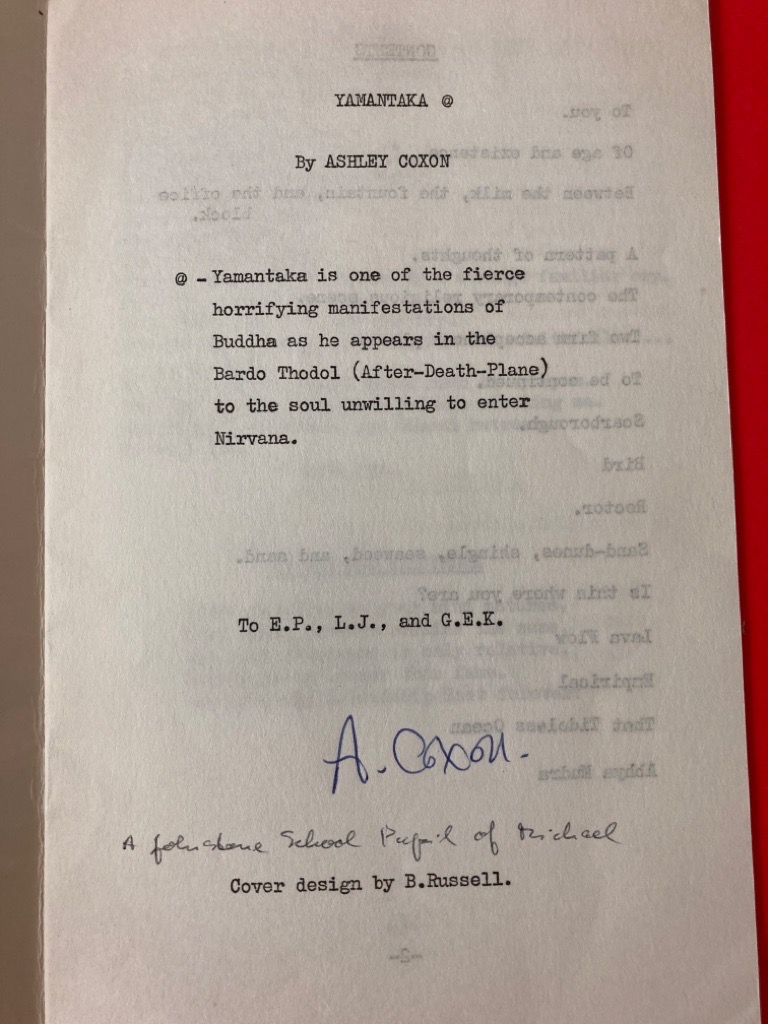 YAMANTAKA @
By ASHLEY COXON
@ - Yamantaka is one of the fierce
horrifying manifestations of
Buddha as he appears in the
Bardo Thodol (After-Death-Plane)
to the soul unwilling to enter
Nirvana.
To E.P., L.J., and G.E.K.
A. Coxon.
A Johnstone School Pupil of Michael
Cover design by B.Russell.